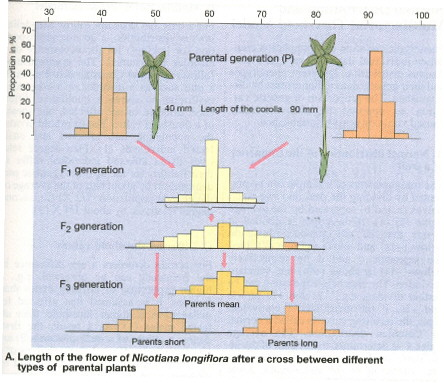 30 40 50 60 70 80 90 100
Proportion in %
70
60
50
40
30
20
10
Parental generation (P)
40 mm Length of the corolla 90 mm
F₁ generation
F₂ generation
F₃ generation
Parents mean
Parents short
Parents long
A. Length of the flower of Nicotiana longiflora after a cross between different
types of parental plants